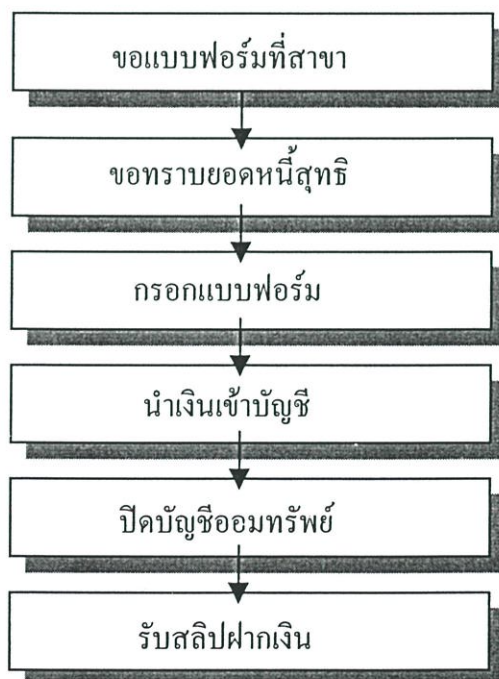 ขอแบบฟอร์มที่สาขา
ขอทราบยอดหนี้สุทธิ
กรอกแบบฟอร์ม
นำเงินเข้าบัญชี
ปิดบัญชีออมทรัพย์
รับสลิปฝากเงิน